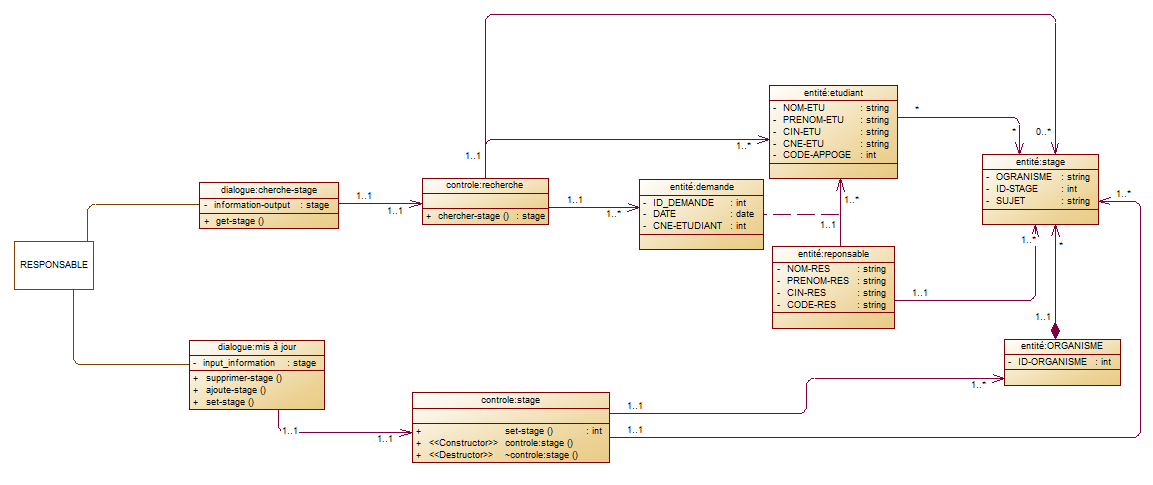 RESPONSABLE
dialogue:cherche-stage
- information-output : stage
+ get-stage ()
1..1
1..1
controle:recherche
+ chercher-stage () : stage
1..1
1..1
1..*
1..*
entité:demande
- ID_DEMANDE : int
- DATE : date
- CNE-ETUDIANT : int
entité:etudiant
- NOM-ETU : string
- PRENOM-ETU : string
- CIN-ETU : string
- CNE-ETU : string
- CODE-APPOGE : int
*
*
0..*
entité:stage
- OGRANISME : string
- ID-STAGE : int
- SUJET : string
1..*
1..*
1..1
entité:reponsable
- NOM-RES : string
- PRENOM-RES : string
- CIN-RES : string
- CODE-RES : string
1..1
1..*
*
1..1
entité:ORGANISME
- ID-ORGANISME : int
1..*
dialogue:mis à jour
- input_information : stage
+ supprimer-stage ()
+ ajoute-stage ()
+ set-stage ()
1..1
1..1
controle:stage
+ set-stage () : int
+ <<Constructor>> controle:stage ()
+ <<Destructor>> ~controle:stage ()
1..1
1..1